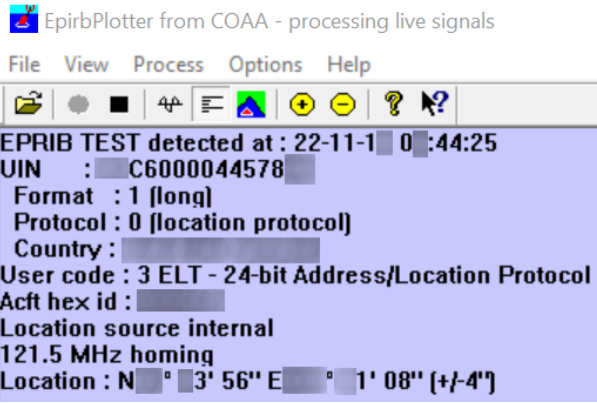 EpirbPlotter from COAA - processing live signals
File View Process Options Help
EPRIB TEST detected at : 22-11-1 0 :44:25
UIN : C6000044578
Format : 1 (long)
Protocol : 0 (location protocol)
Country :
User code : 3 ELT - 24-bit Address/Location Protocol
Acft hex id :
Location source internal
121.5 MHz homing
Location : N ° 3' 56" E ° 1' 08" (+/-4")